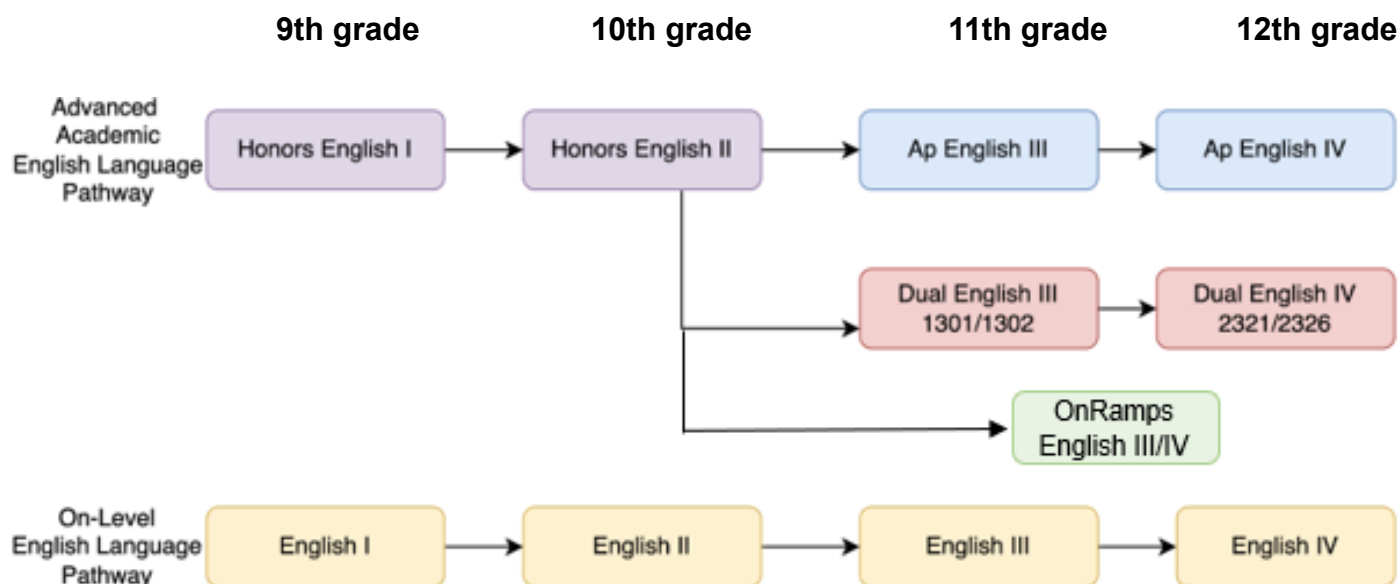 9th grade
10th grade
11th grade
12th grade
Advanced
Academic
English Language
Pathway
Honors English I
Honors English II
Ap English III
Ap English IV
Dual English III
1301/1302
Dual English IV
2321/2326
OnRamps
English III/IV
On-Level
English Language
Pathway
English I
English II
English III
English IV